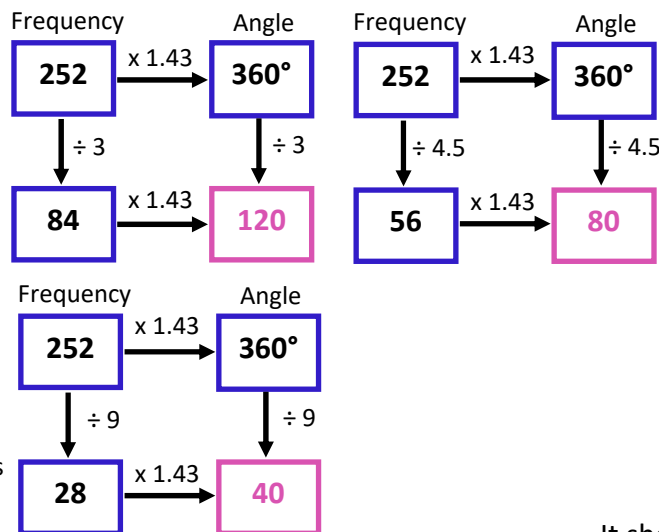 Frequency Angle
252 x 1.43 360°
÷ 3 ÷ 3
84 x 1.43 120
Frequency Angle
252 x 1.43 360°
÷ 4.5 ÷ 4.5
56 x 1.43 80
Frequency Angle
252 x 1.43 360°
÷ 9 ÷ 9
28 x 1.43 40